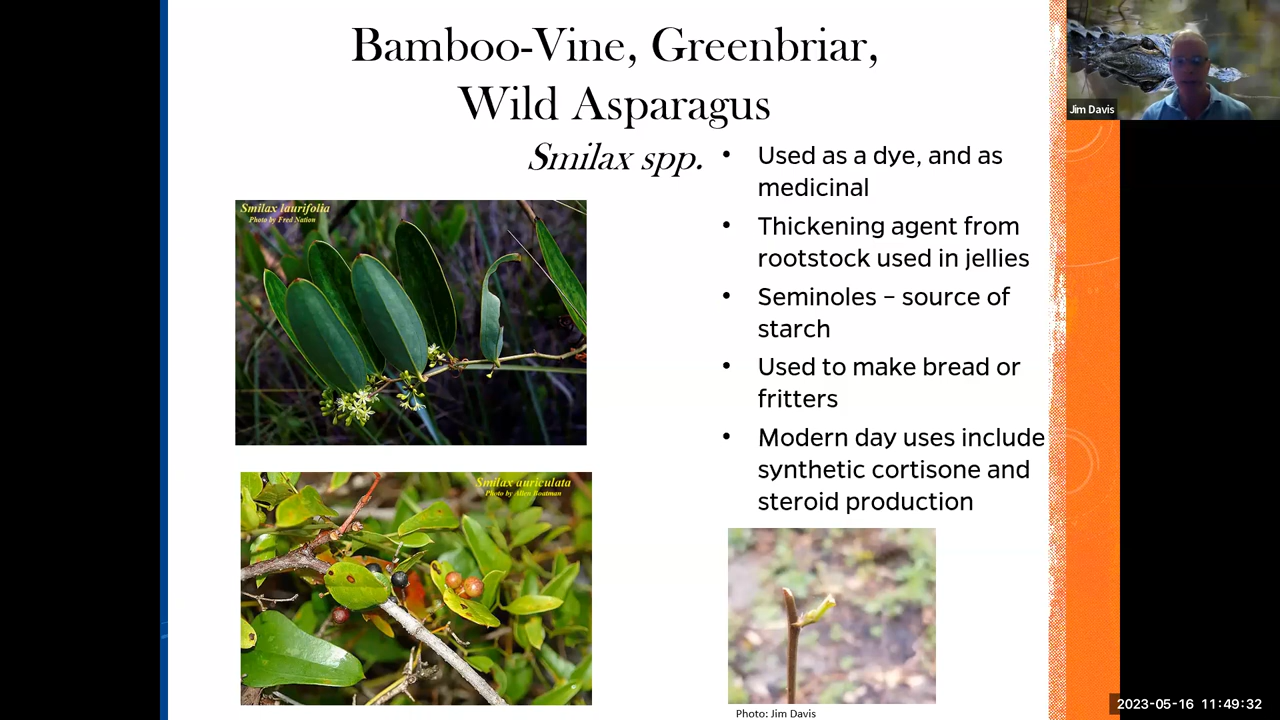 Bamboo-Vine, Greenbriar,
Wild Asparagus
Smilax spp.
Smilax laurifolia
Photo by Fred Nation
Smilax auriculata
Photo by Allen Boatman
• Used as a dye, and as
medicinal
• Thickening agent from
rootstock used in jellies
• Seminoles – source of
starch
• Used to make bread or
fritters
• Modern day uses include
synthetic cortisone and
steroid production
Photo: Jim Davis
Jim Davis
2023-05-16 11:49:32